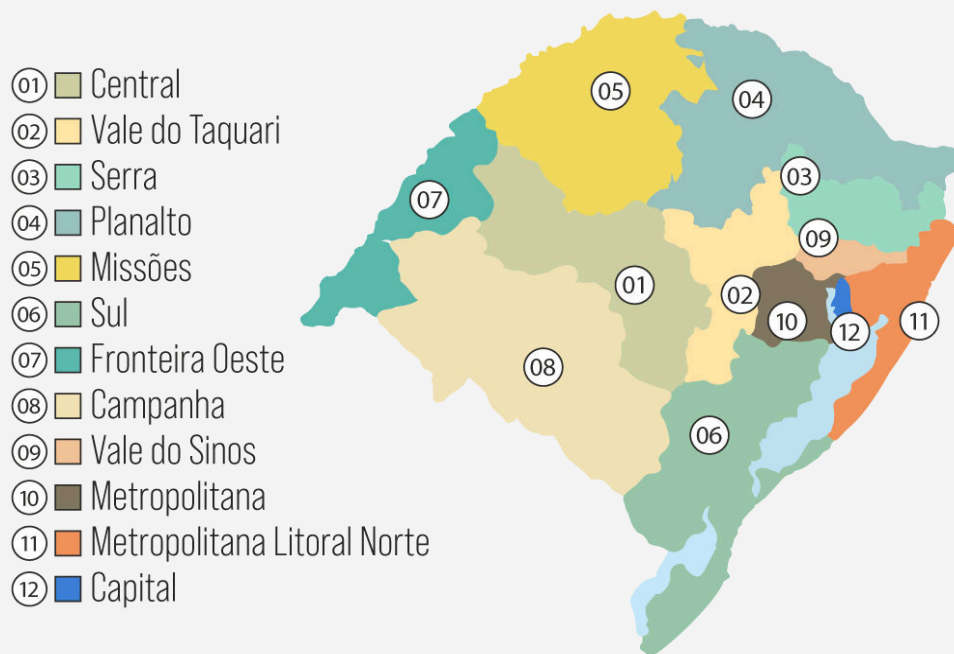 01 Central
02 Vale do Taquari
03 Serra
04 Planalto
05 Missões
06 Sul
07 Fronteira Oeste
08 Campanha
09 Vale do Sinos
10 Metropolitana
11 Metropolitana Litoral Norte
12 Capital
05
04
03
07
09
01
02
10
11
12
08
06